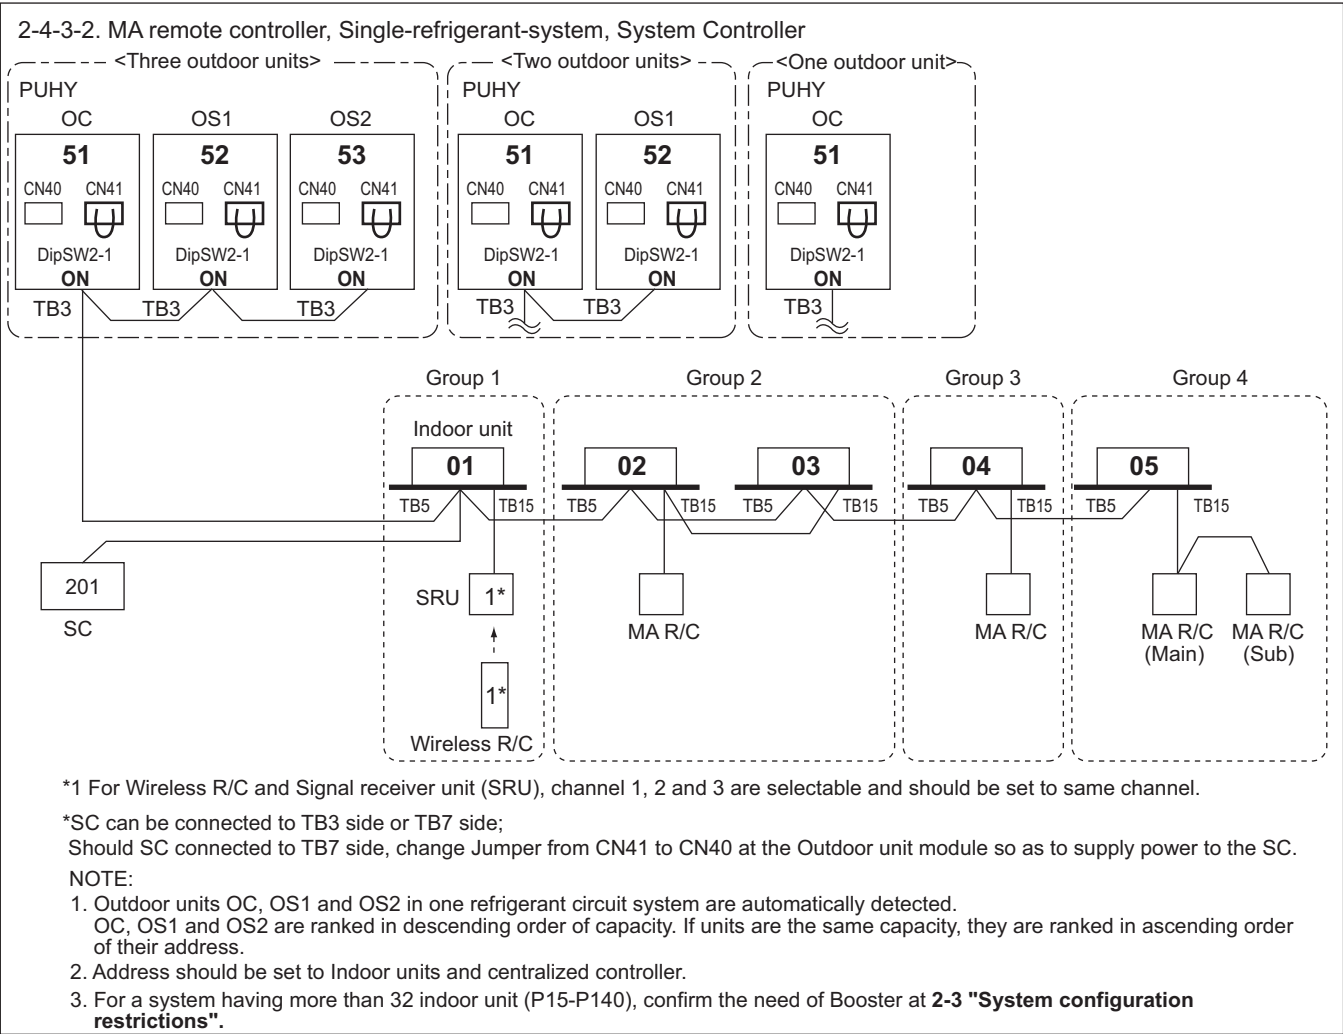 2-4-3-2. MA remote controller, Single-refrigerant-system, System Controller
<Three outdoor units>
<Two outdoor units>
<One outdoor unit>
PUHY
PUHY
PUHY
OC OS1 OS2
OC OS1
OC
51 52 53
51 52
51
CN40 CN41 CN40 CN41 CN40 CN41
CN40 CN41 CN40 CN41
CN40 CN41
DipSW2-1 DipSW2-1 DipSW2-1
DipSW2-1 DipSW2-1
DipSW2-1
ON ON ON
ON ON
ON
TB3 TB3 TB3
TB3 TB3
TB3
Group 1 Group 2 Group 3 Group 4
Indoor unit
01 02 03 04 05
TB5 TB15 TB5 TB15 TB5 TB15 TB5 TB15 TB5 TB15
201
SC
SRU 1*
MA R/C
MA R/C
MA R/C
(Main)
MA R/C
(Sub)
1*
Wireless R/C
*1 For Wireless R/C and Signal receiver unit (SRU), channel 1, 2 and 3 are selectable and should be set to same channel.
*SC can be connected to TB3 side or TB7 side;
Should SC connected to TB7 side, change Jumper from CN41 to CN40 at the Outdoor unit module so as to supply power to the SC.
NOTE:
1. Outdoor units OC, OS1 and OS2 in one refrigerant circuit system are automatically detected.
OC, OS1 and OS2 are ranked in descending order of capacity. If units are the same capacity, they are ranked in ascending order
of their address.
2. Address should be set to Indoor units and centralized controller.
3. For a system having more than 32 indoor unit (P15-P140), confirm the need of Booster at 2-3 "System configuration
restrictions".